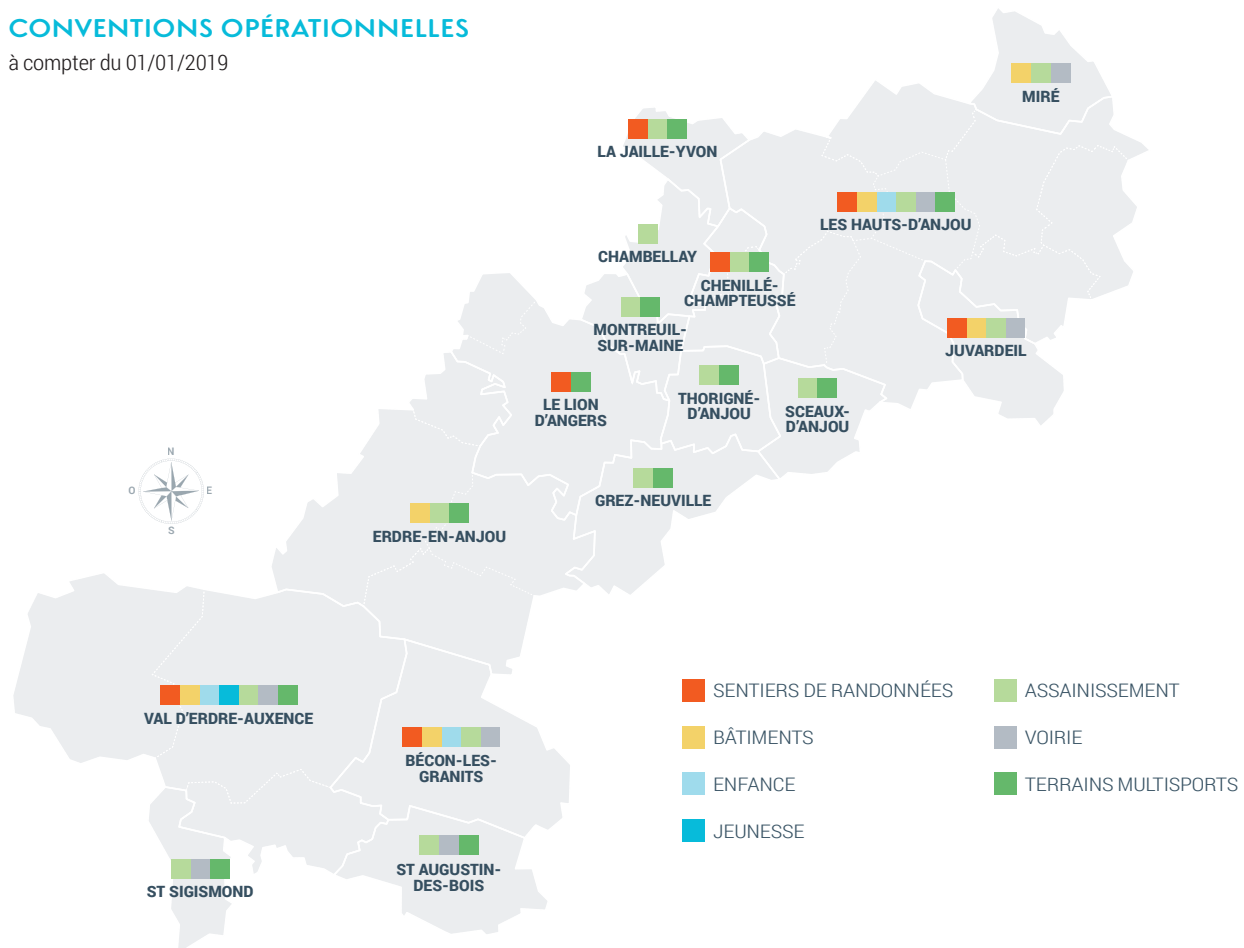 CONVENTIONS OPÉRATIONNELLES
à compter du 01/01/2019
MIRÉ
LA JAILLE-YVON
LES HAUTS-D'ANJOU
CHAMBELLAY
CHENILLÉ-
CHAMPTEUSSÉ
MONTREUIL-
SUR-MAINE
JUVARDEIL
LE LION
D'ANGERS
THORIGNÉ-
D'ANJOU
SCEAUX-
D'ANJOU
N
O
E
S
GREZ-NEUVILLE
ERDRE-EN-ANJOU
VAL D'ERDRE-AUXENCE
BÉCON-LES-
GRANITS
ST AUGUSTIN-
DES-BOIS
ST SIGISMOND
SENTIERS DE RANDONNÉES
BÂTIMENTS
ENFANCE
JEUNESSE
ASSAINISSEMENT
VOIRIE
TERRAINS MULTISPORTS